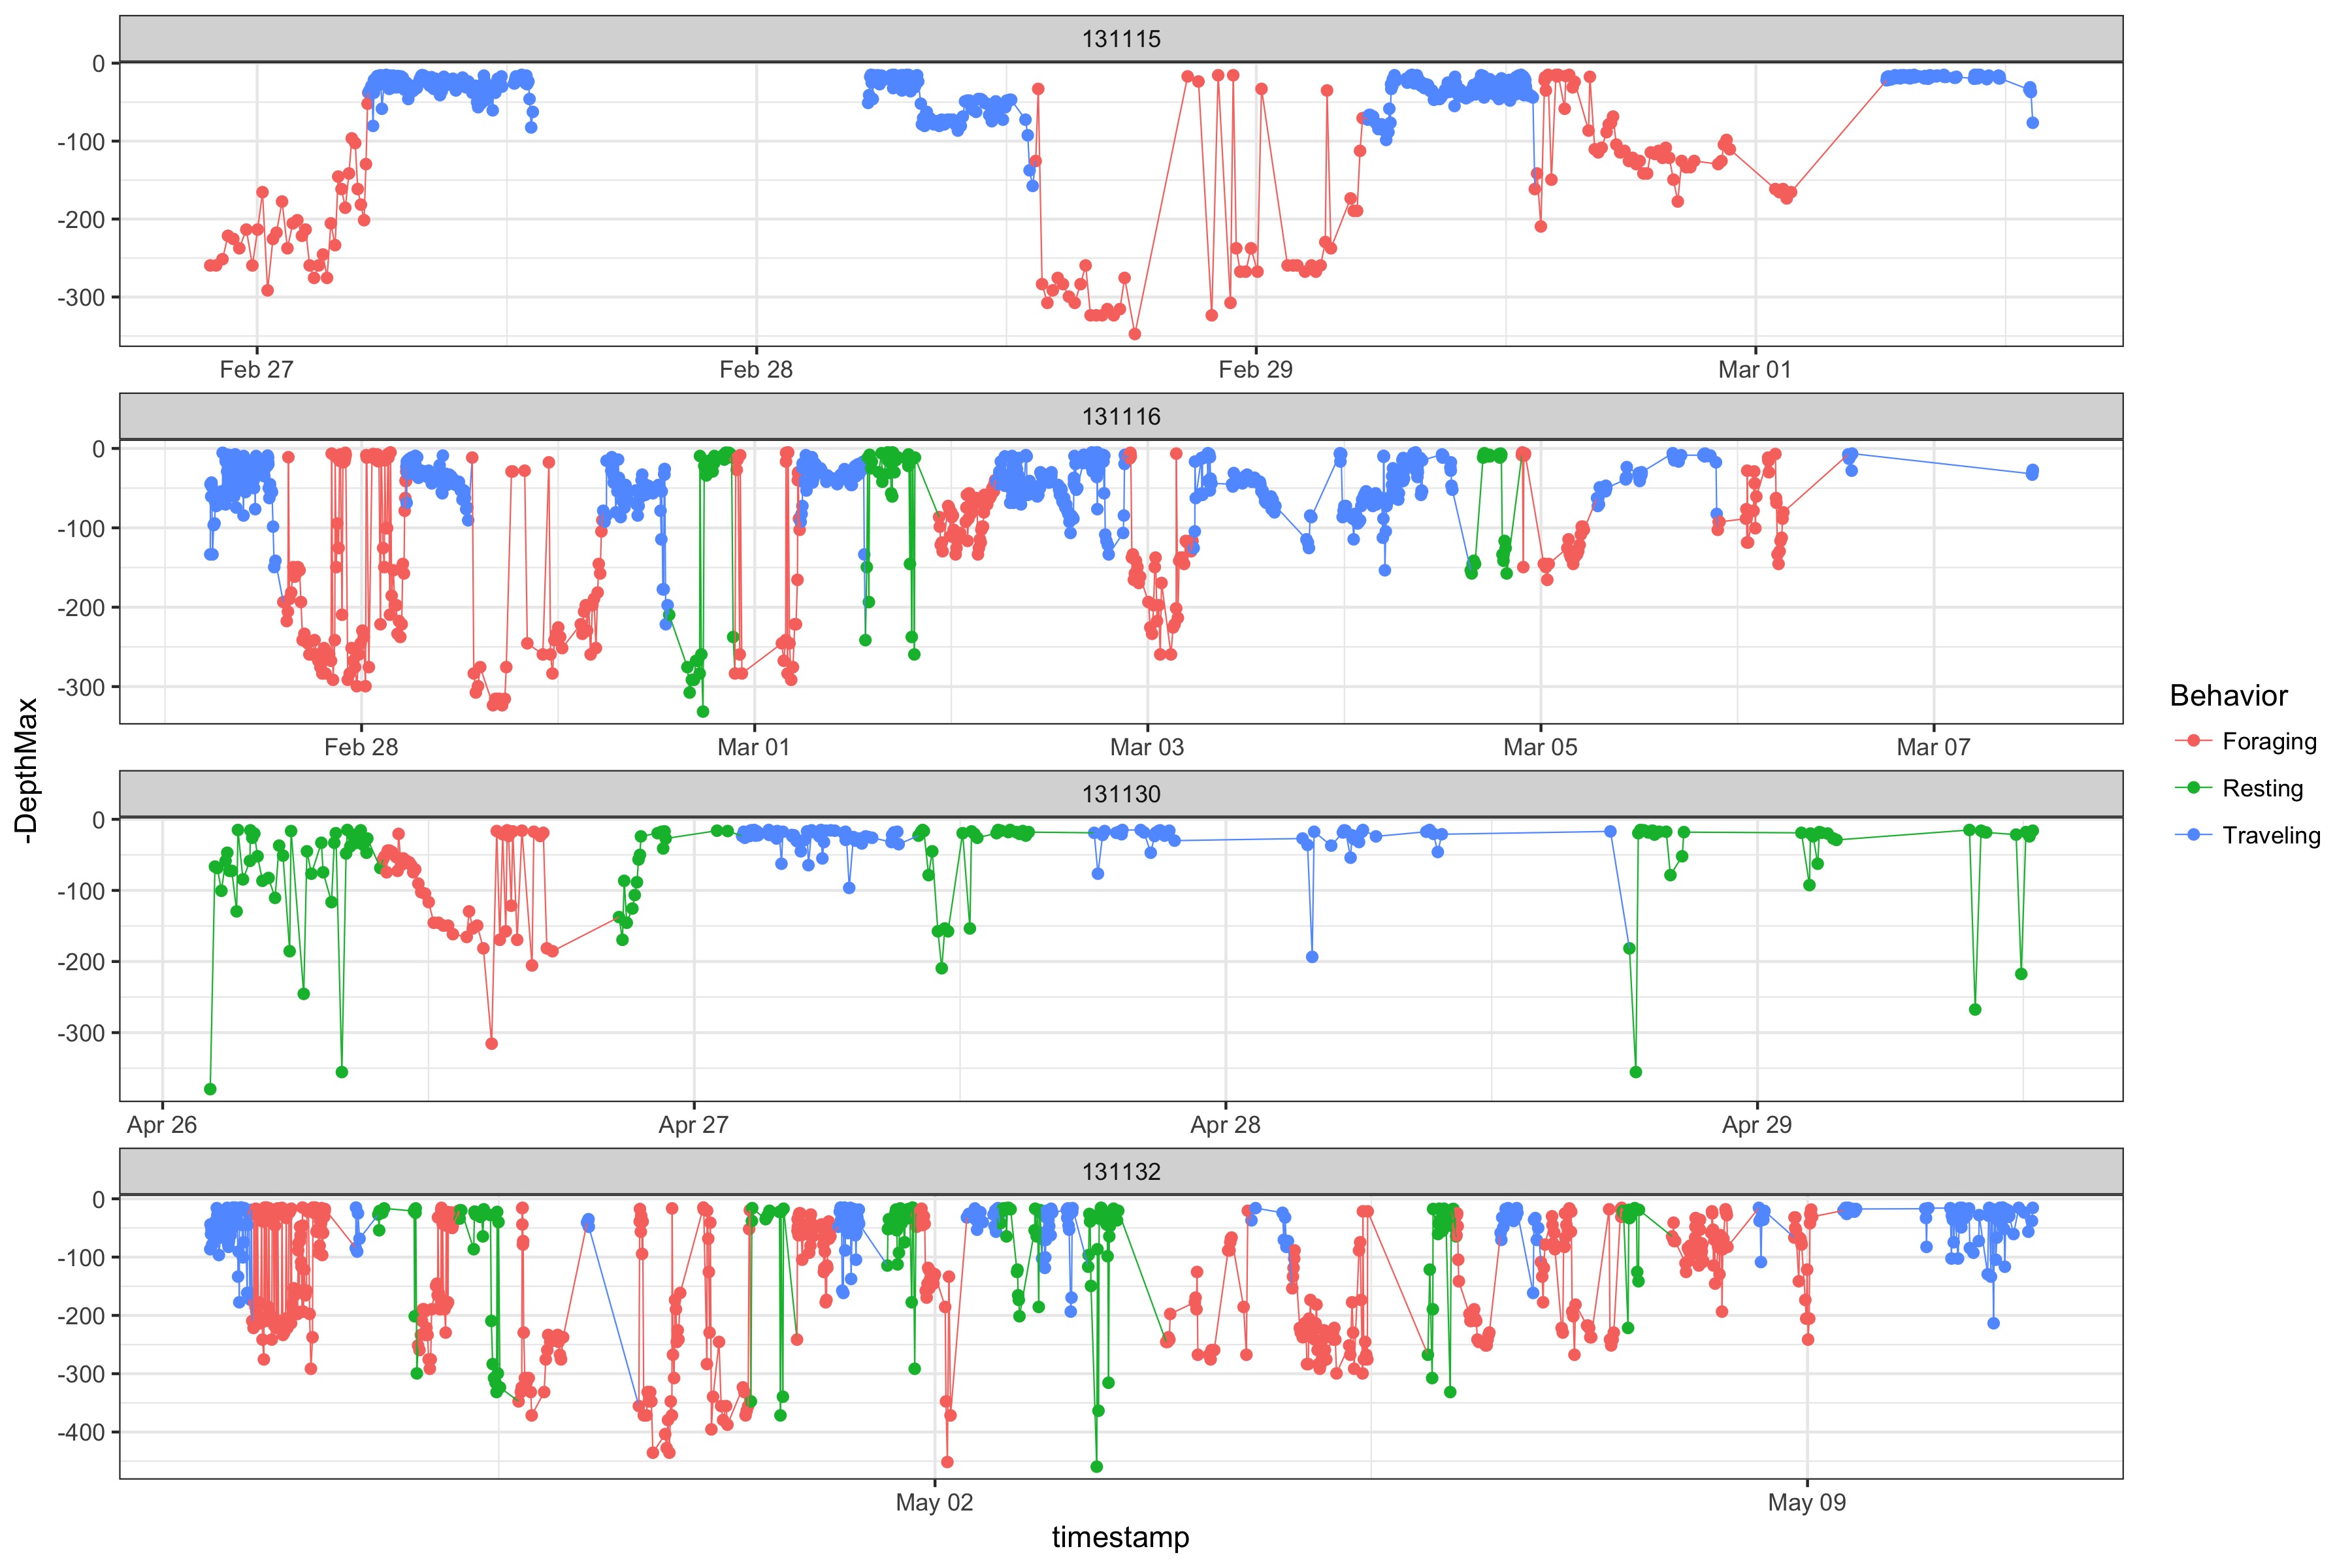 131115
0
-100
-200
-300
Feb 27 Feb 28 Feb 29 Mar 01
131116
0
-100
-200
-300
Feb 28 Mar 01 Mar 03 Mar 05 Mar 07
-DepthMax
131130
0
-100
-200
-300
Apr 26 Apr 27 Apr 28 Apr 29
131132
0
-100
-200
-300
-400
May 02 May 09
timestamp
Behavior
Foraging
Resting
Traveling